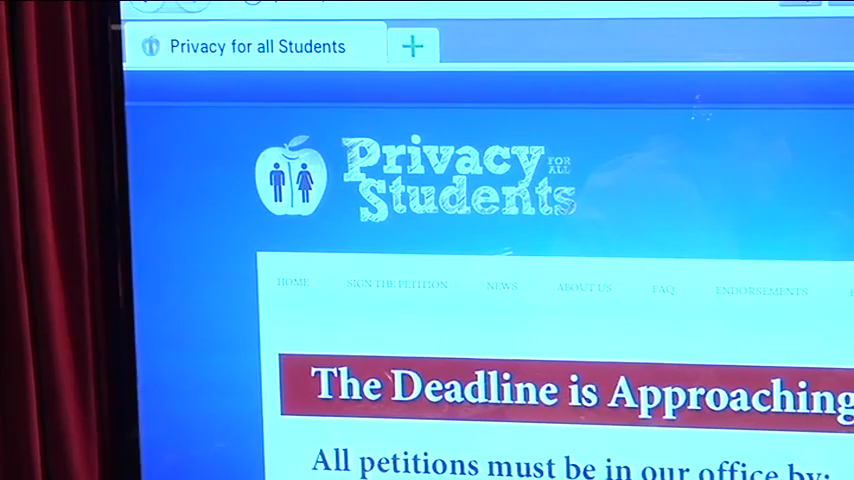 Privacy for all Students
Privacy FOR ALL
Students
HOME SIGN THE PETITION NEWS ABOUT US FAQ ENDORSEMENTS
The Deadline is Approaching
All petitions must be in our office by: